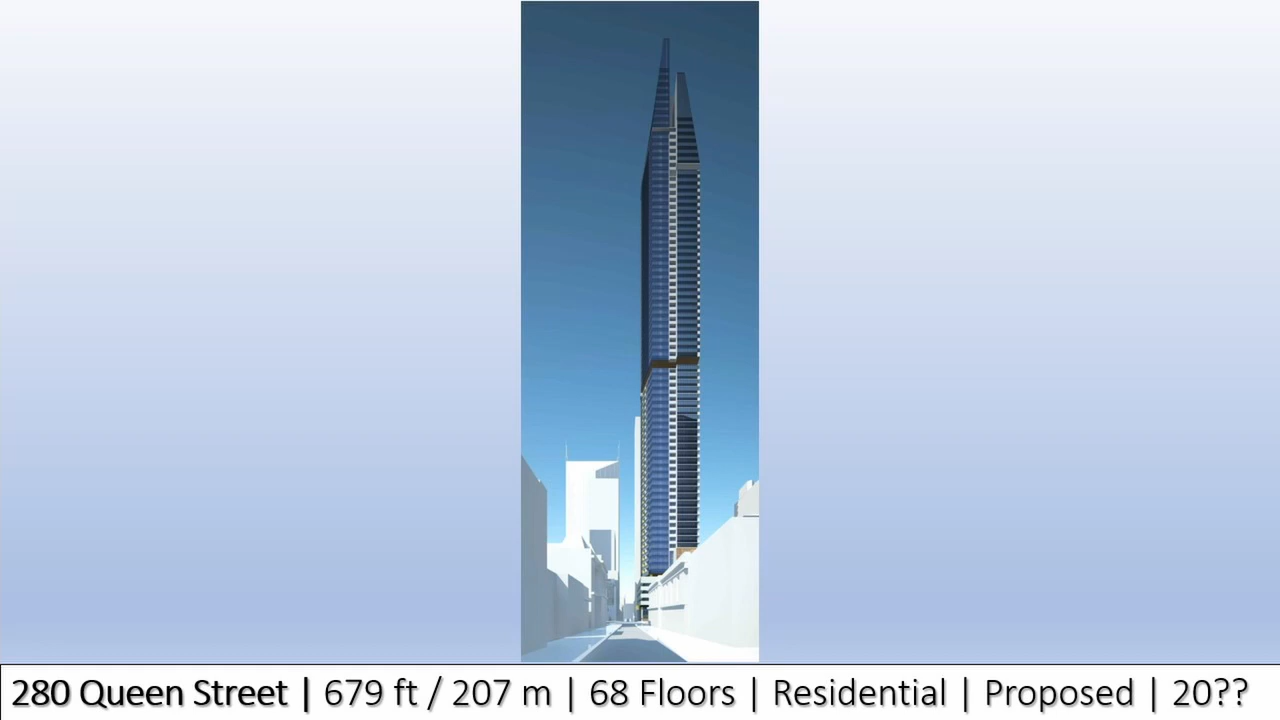 280 Queen Street | 679 ft / 207 m | 68 Floors | Residential | Proposed | 20??